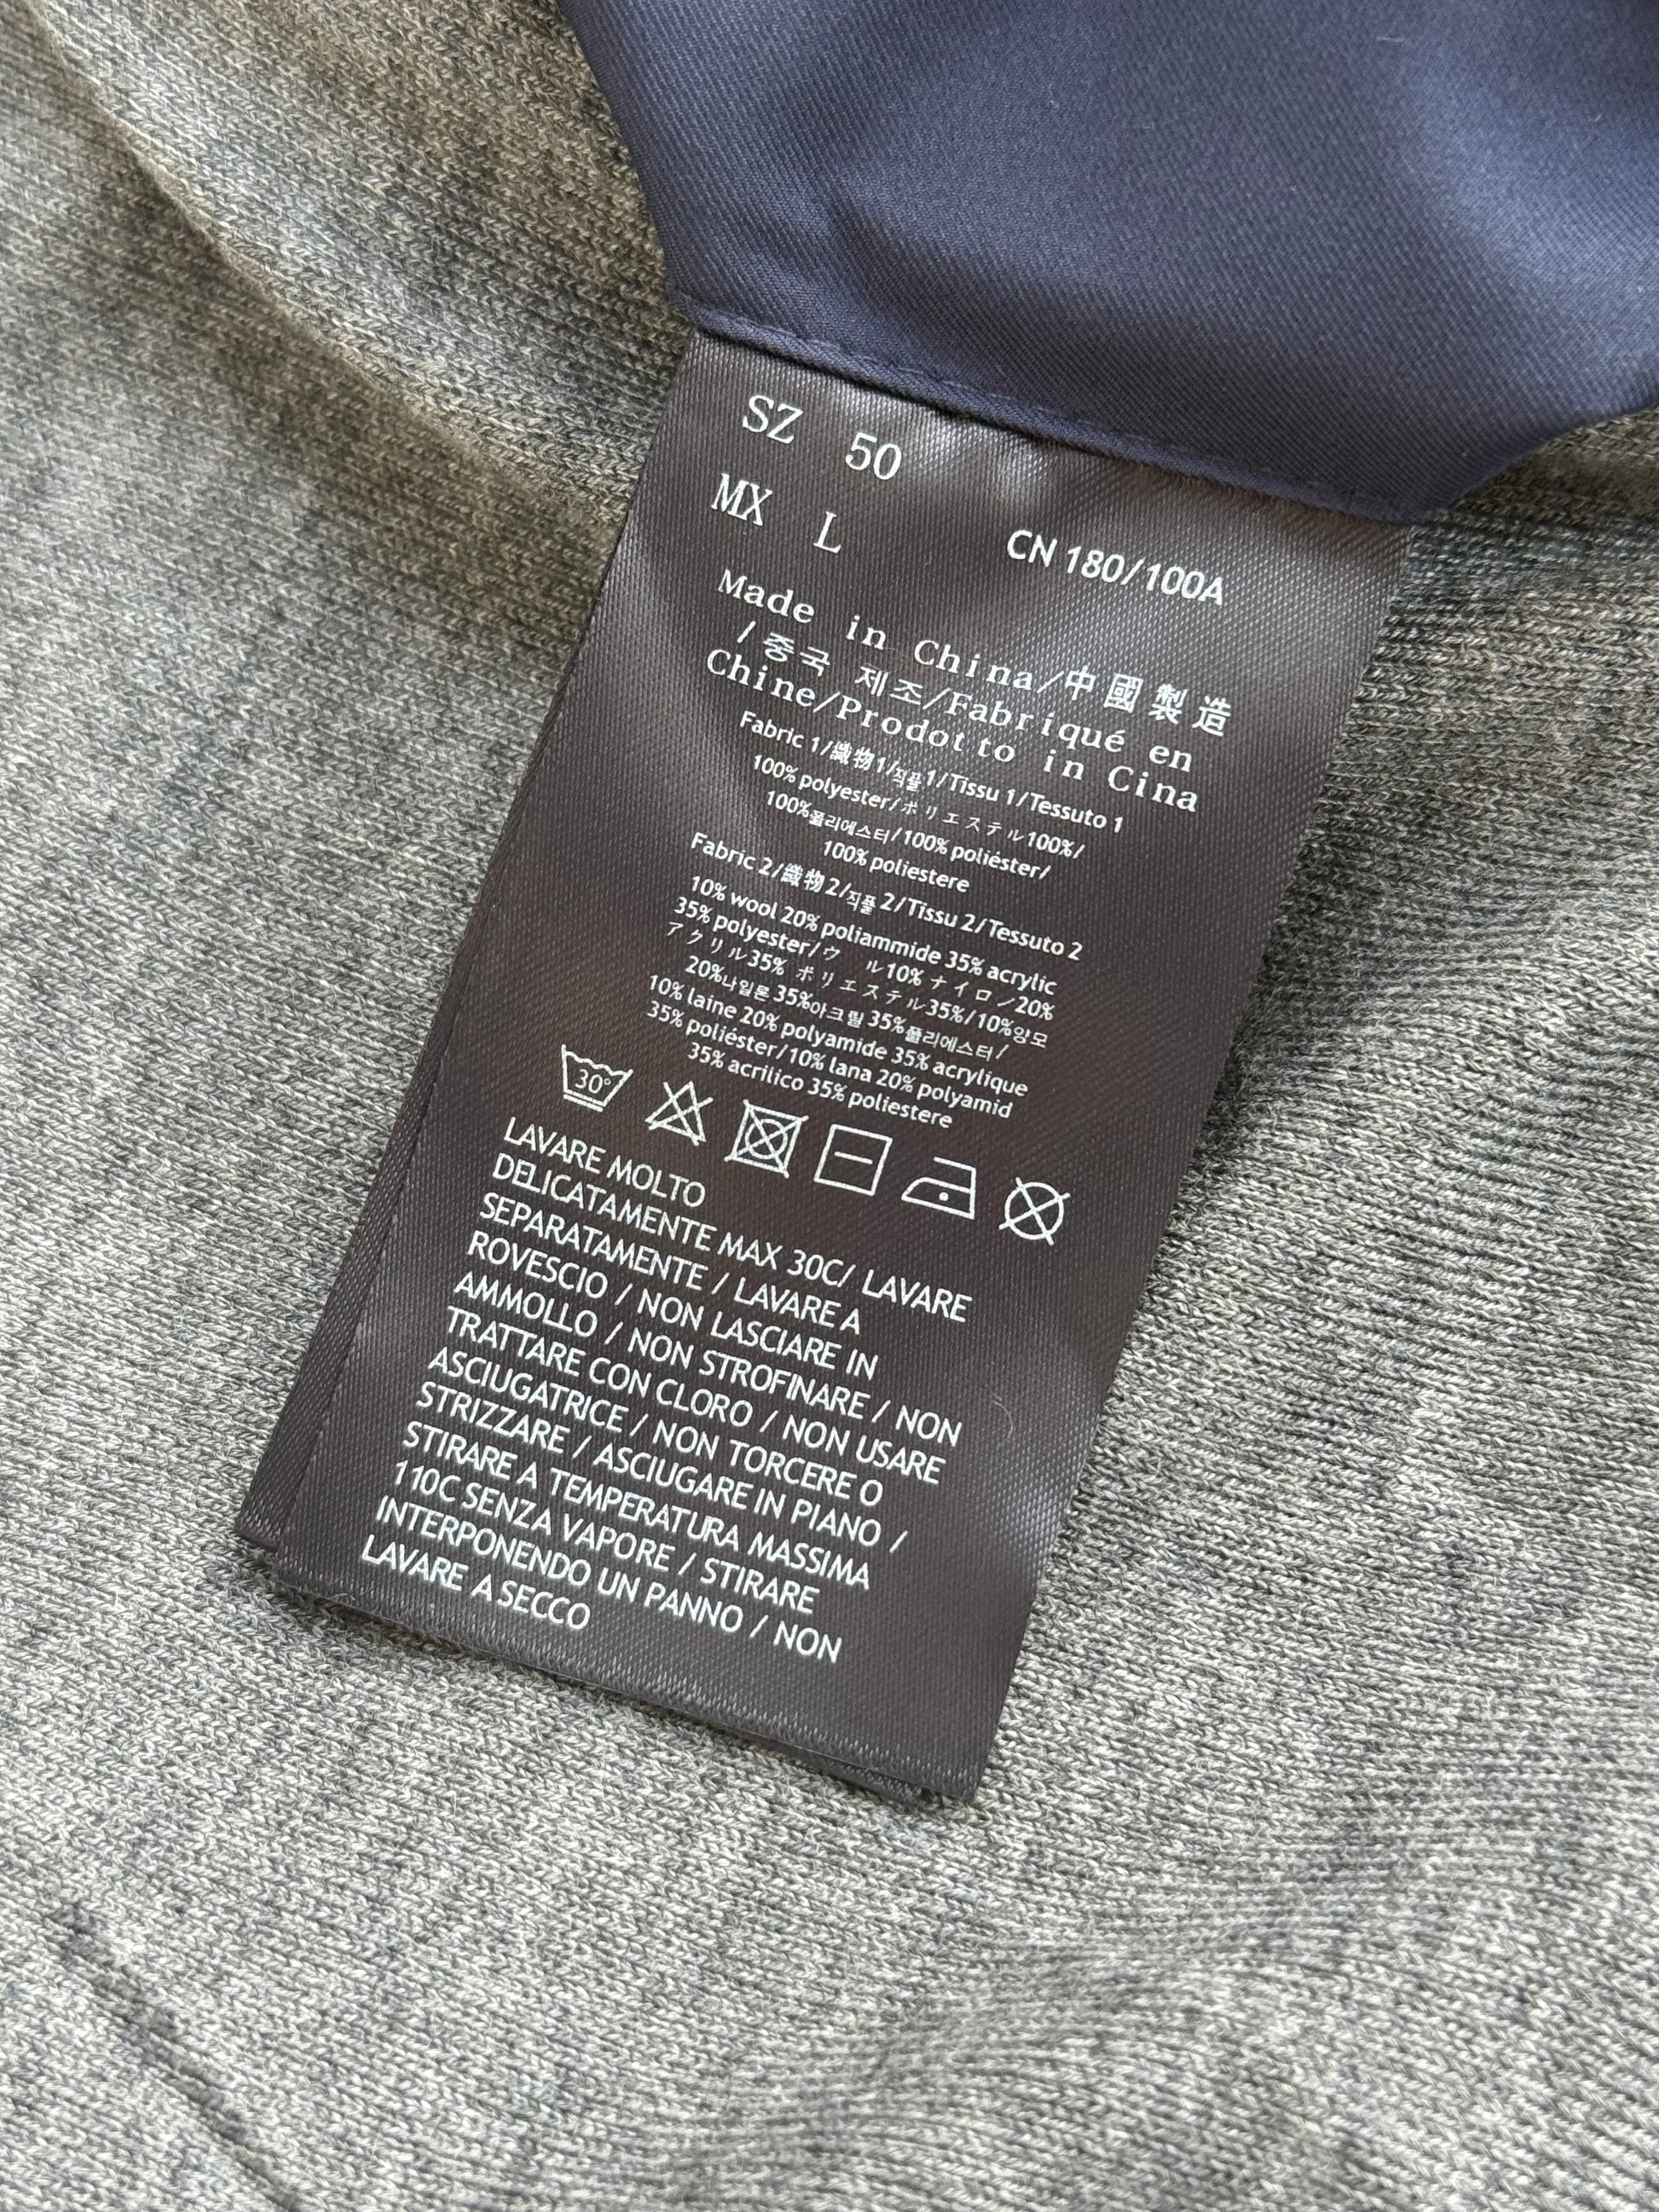 SZ 50
MX L CN 180/100A
Made in China/中國製造
/중국 제조/Fabriqué en
Chine/Prodotto in Cina
Fabric 1/織物1/직물1/Tissu 1/Tessuto 1
100% polyester/ポリエステル100%/
100%폴리에스터/100% poliéster/
100% poliestere
Fabric 2/織物2/직물2/Tissu 2/Tessuto 2
10% wool 20% poliammide 35% acrylic
35% polyester/ウ ル10% ナイロン20%
アクリル35% ポリエステル35%/10%양모
20%나일론35%아크릴35%폴리에스터/
10% laine 20% polyamide 35% acrylique
35% poliéster/10% lana 20% polyamid
35% acrilico 35% poliestere
30°
LAVARE MOLTO
DELICATAMENTE MAX 30C/ LAVARE
SEPARATAMENTE / LAVARE A
ROVESCIO / NON LASCIARE IN
AMMOLLO / NON STROFINARE / NON
TRATTARE CON CLORO / NON USARE
ASCIUGATRICE / NON TORCERE O
STRIZZARE / ASCIUGARE IN PIANO /
STIRARE A TEMPERATURA MASSIMA
110C SENZA VAPORE / STIRARE
INTERPONENDO UN PANNO / NON
LAVARE A SECCO